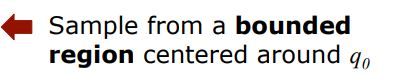 Sample from a bounded
region centered around q₀